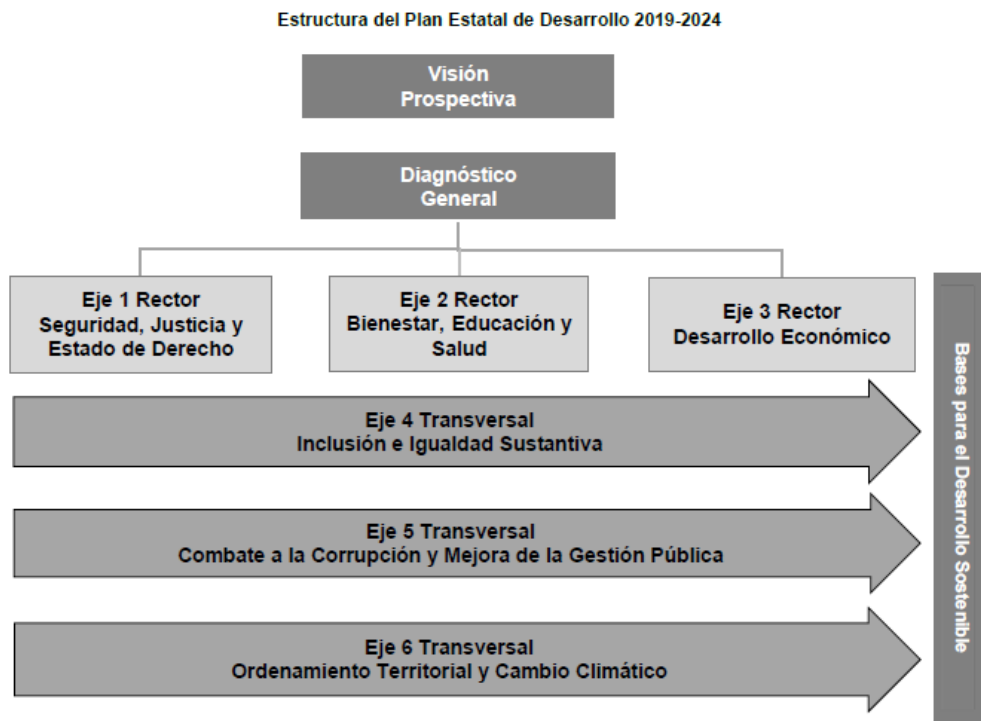 Estructura del Plan Estatal de Desarrollo 2019-2024
Visión
Prospectiva
Diagnóstico
General
Eje 1 Rector
Seguridad, Justicia y
Estado de Derecho
Eje 2 Rector
Bienestar, Educación y
Salud
Eje 3 Rector
Desarrollo Económico
Eje 4 Transversal
Inclusión e Igualdad Sustantiva
Eje 5 Transversal
Combate a la Corrupción y Mejora de la Gestión Pública
Eje 6 Transversal
Ordenamiento Territorial y Cambio Climático
Bases para el Desarrollo Sostenible